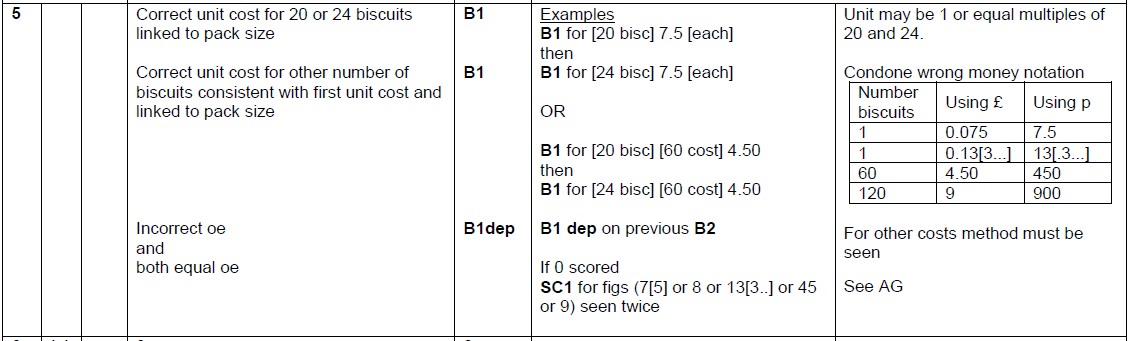 5
Correct unit cost for 20 or 24 biscuits
linked to pack size
B1
Examples
B1 for [20 bisc] 7.5 [each]
then
Unit may be 1 or equal multiples of
20 and 24.
Correct unit cost for other number of
biscuits consistent with first unit cost and
linked to pack size
B1
B1 for [24 bisc] 7.5 [each]
OR
B1 for [20 bisc] [60 cost] 4.50
then
B1 for [24 bisc] [60 cost] 4.50
Condone wrong money notation
Number
biscuits
Using £
Using p
1
0.075
7.5
1
0.13[3...]
13[.3...]
60
4.50
450
120
9
900
Incorrect oe
and
both equal oe
B1dep
B1 dep on previous B2
If 0 scored
SC1 for figs (7[5] or 8 or 13[3..] or 45
or 9) seen twice
For other costs method must be
seen
See AG